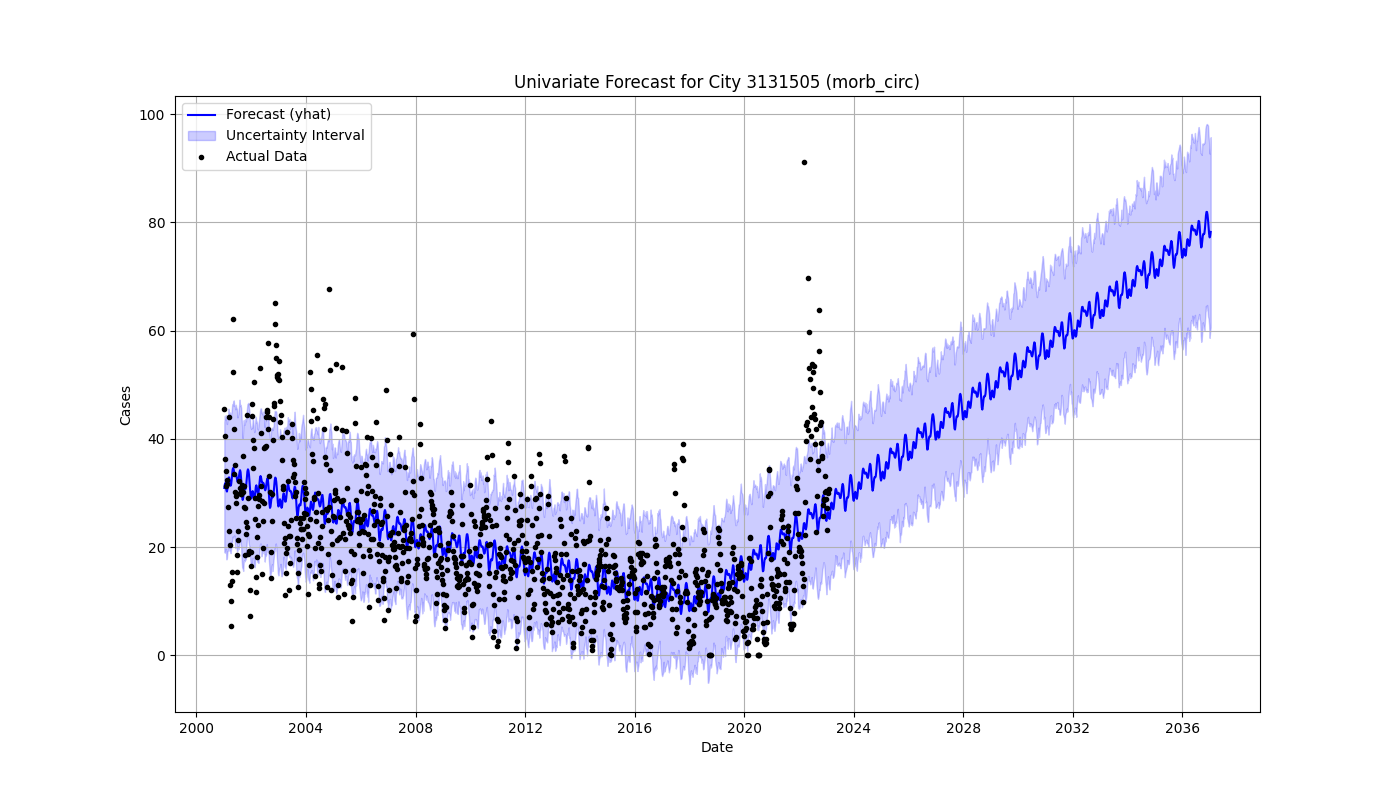 Univariate Forecast for City 3131505 (morb_circ)
Forecast (yhat)
Uncertainty Interval
Actual Data
100
80
60
40
20
0
Cases
2000 2004 2008 2012 2016 2020 2024 2028 2032 2036
Date